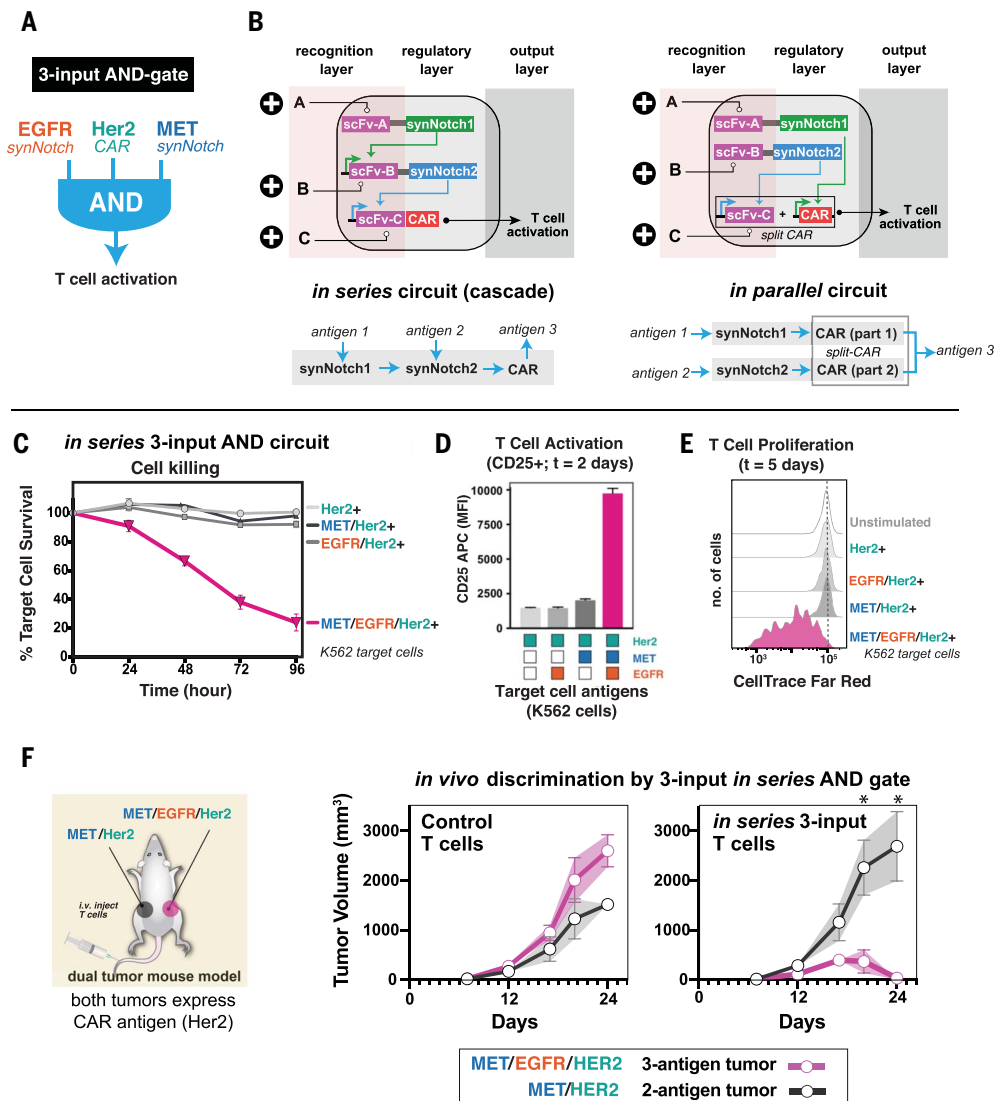 A
3-input AND-gate
EGFR Her2 MET
synNotch CAR synNotch
AND
T cell activation
B
recognition layer
regulatory layer
output layer
A
scFv-A synNotch1
scFv-B synNotch2
B
scFv-C CAR
T cell activation
C
in series circuit (cascade)
antigen 1 antigen 2 antigen 3
synNotch1 synNotch2 CAR
recognition layer
regulatory layer
output layer
A
scFv-A synNotch1
scFv-B synNotch2
B
scFv-C + CAR
T cell activation
C
split CAR
in parallel circuit
antigen 1 synNotch1 CAR (part 1)
split-CAR
antigen 3
antigen 2 synNotch2 CAR (part 2)
C
in series 3-input AND circuit
Cell killing
% Target Cell Survival
100
80
60
40
20
0
0 24 48 72 96
Time (hour)
Her2+
MET/Her2+
EGFR/Her2+
MET/EGFR/Her2+
K562 target cells
D
T Cell Activation
(CD25+; t = 2 days)
CD25 APC (MFI)
10000
7500
5000
2500
0
Her2
MET
EGFR
Target cell antigens
(K562 cells)
E
T Cell Proliferation
(t = 5 days)
no. of cells
Unstimulated
Her2+
EGFR/Her2+
MET/Her2+
MET/EGFR/Her2+
K562 target cells
10³ 10⁵
CellTrace Far Red
F
MET/EGFR/Her2
MET/Her2
i.v. inject
T cells
dual tumor mouse model
both tumors express
CAR antigen (Her2)
in vivo discrimination by 3-input in series AND gate
Tumor Volume (mm³)
Control
T cells
3000
2000
1000
0
0 12 24
Days
in series 3-input
T cells
* *
3000
2000
1000
0
0 12 24
Days
MET/EGFR/HER2 3-antigen tumor
MET/HER2 2-antigen tumor